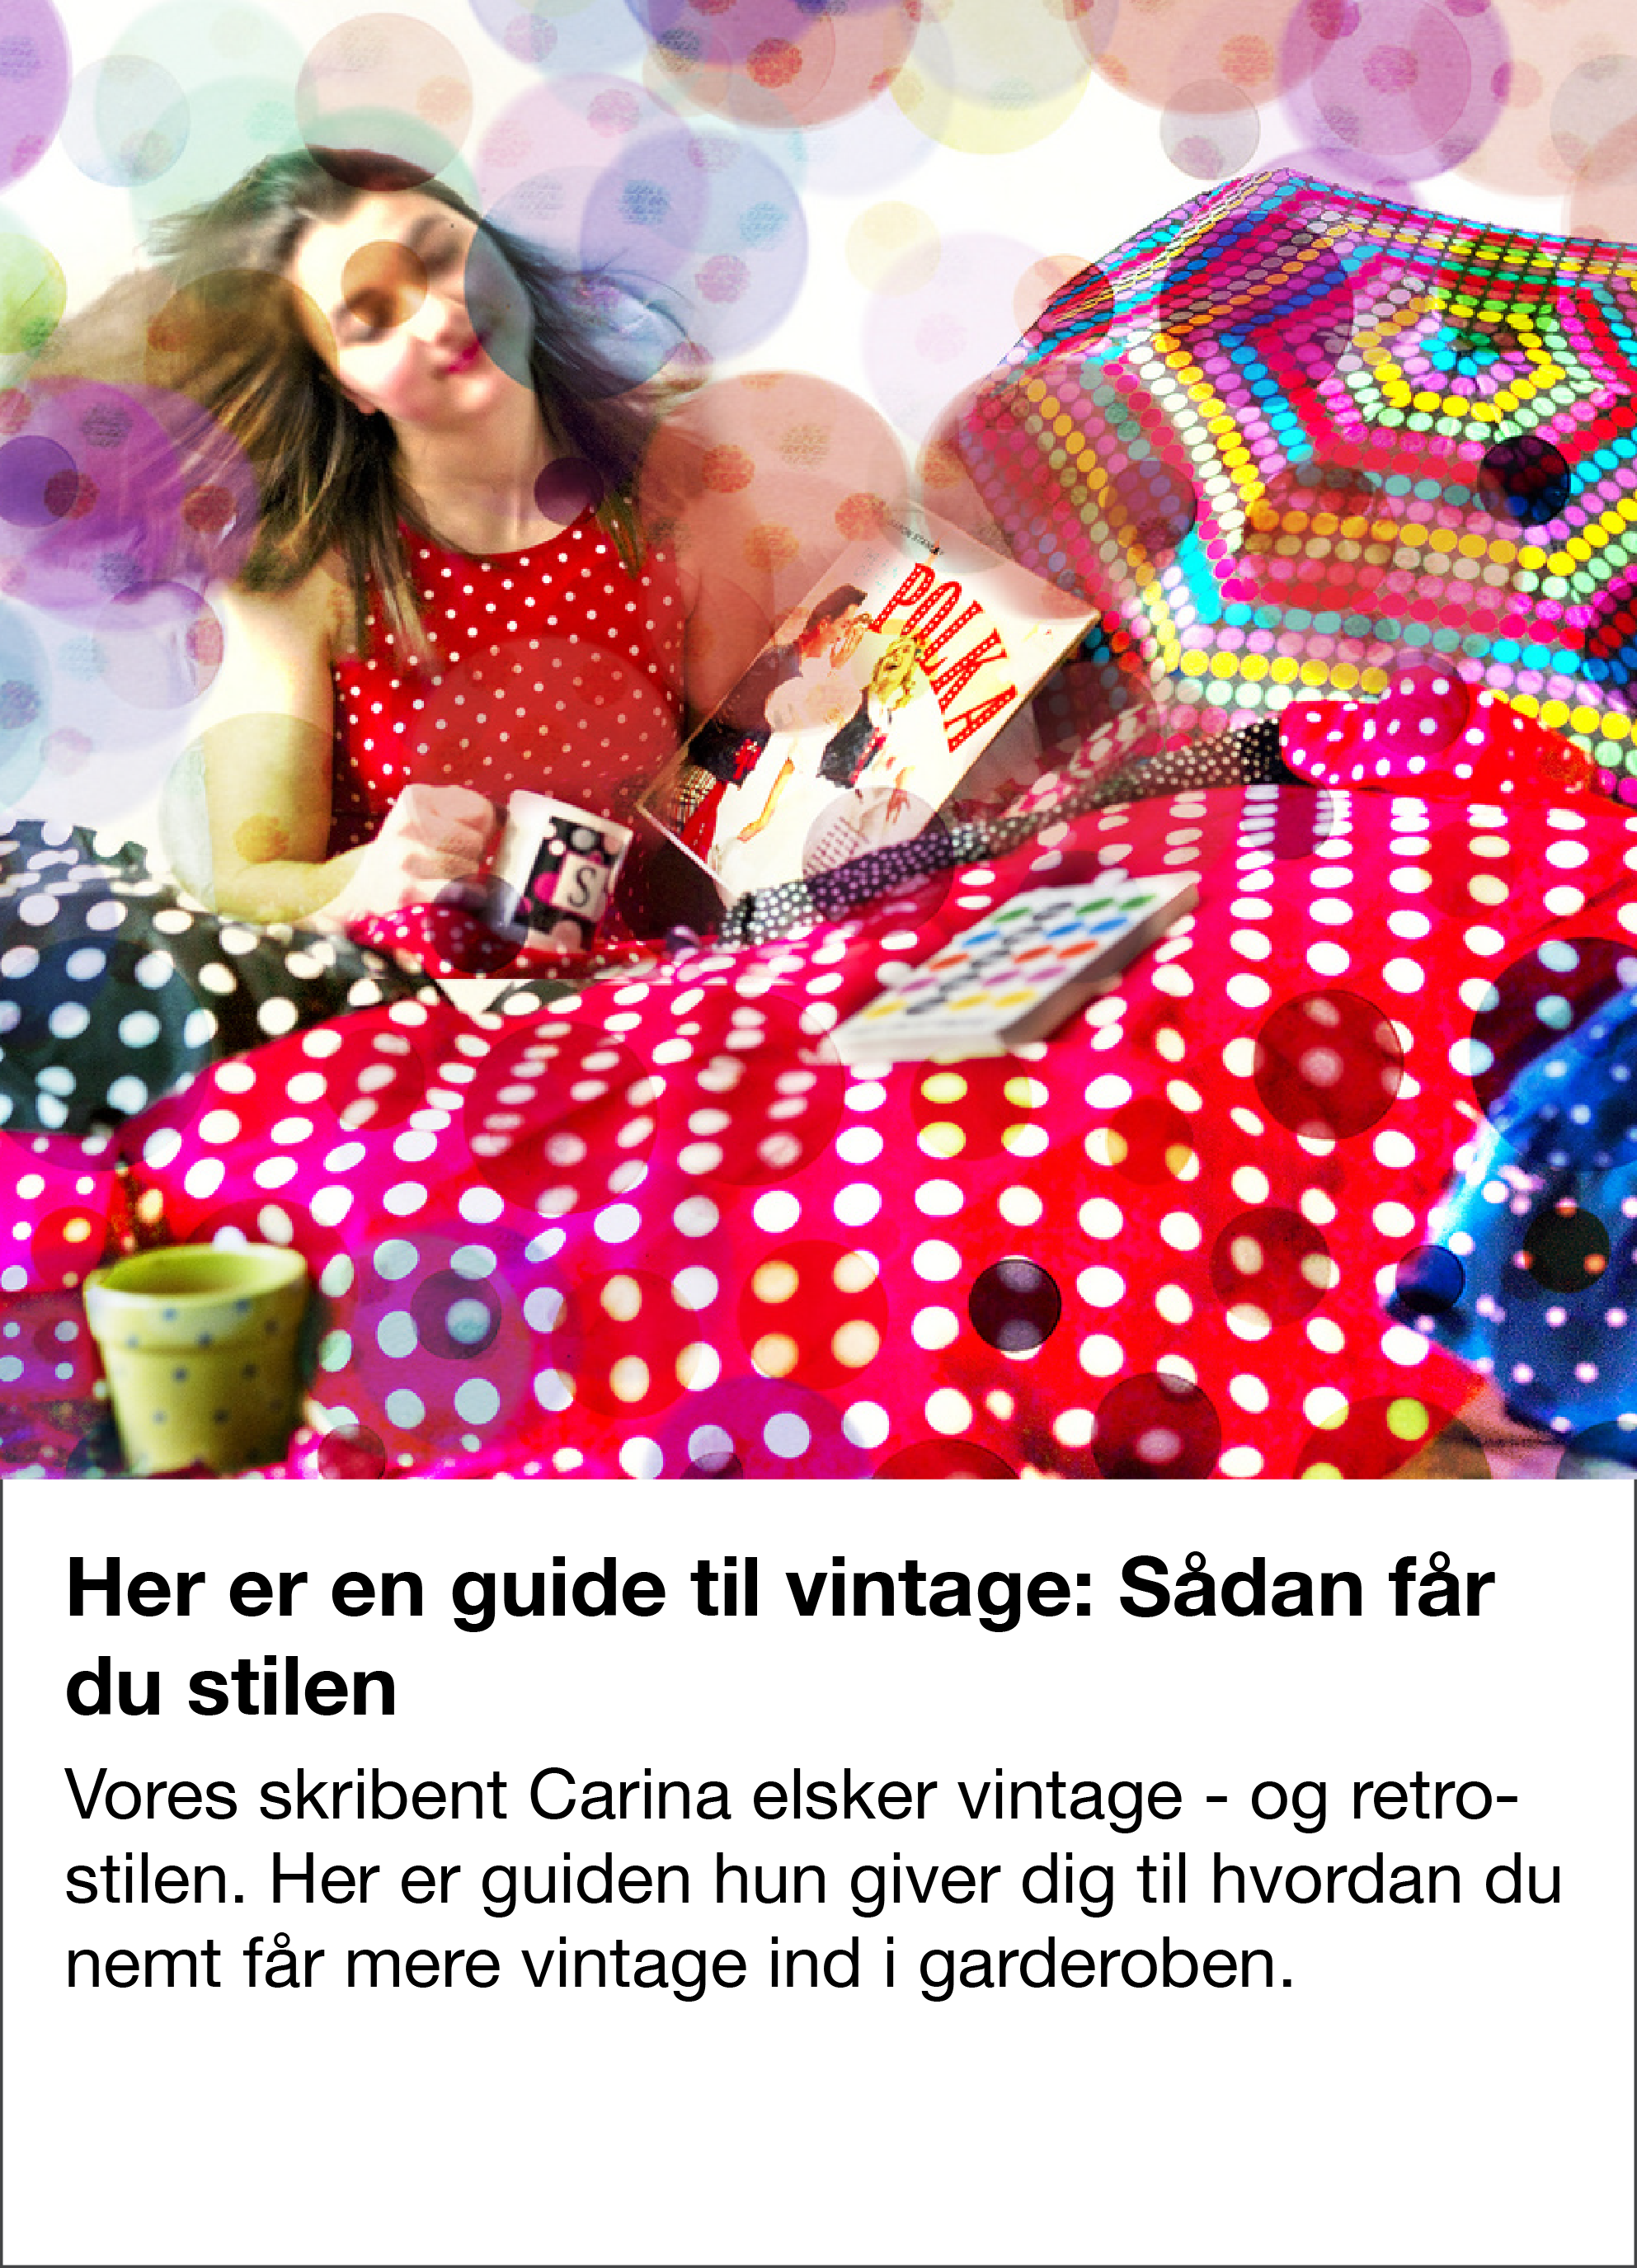 POLKA
S
Her er en guide til vintage: Sådan får
du stilen
Vores skribent Carina elsker vintage - og retro-
stilen. Her er guiden hun giver dig til hvordan du
nemt får mere vintage ind i garderoben.